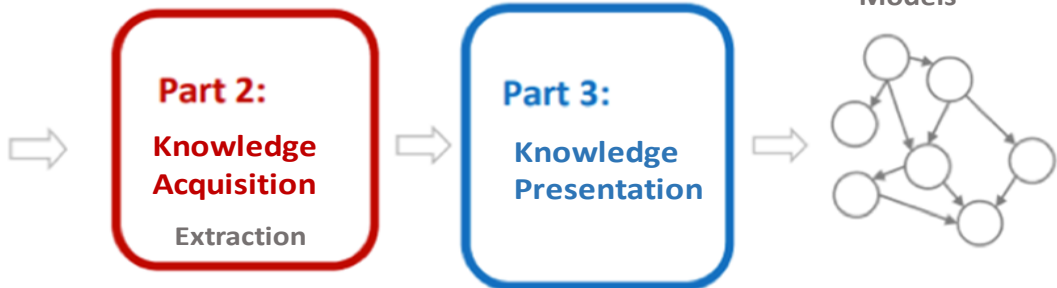 Models
Part 2:
Knowledge
Acquisition
Extraction
Part 3:
Knowledge
Presentation